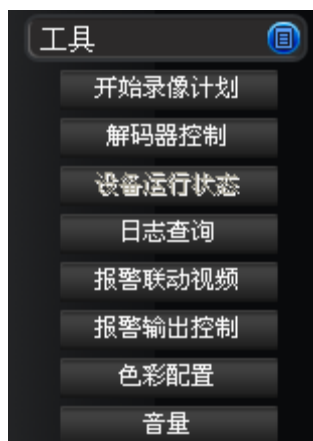 工具
开始录像计划
解码器控制
设备运行状态
日志查询
报警联动视频
报警输出控制
色彩配置
音量